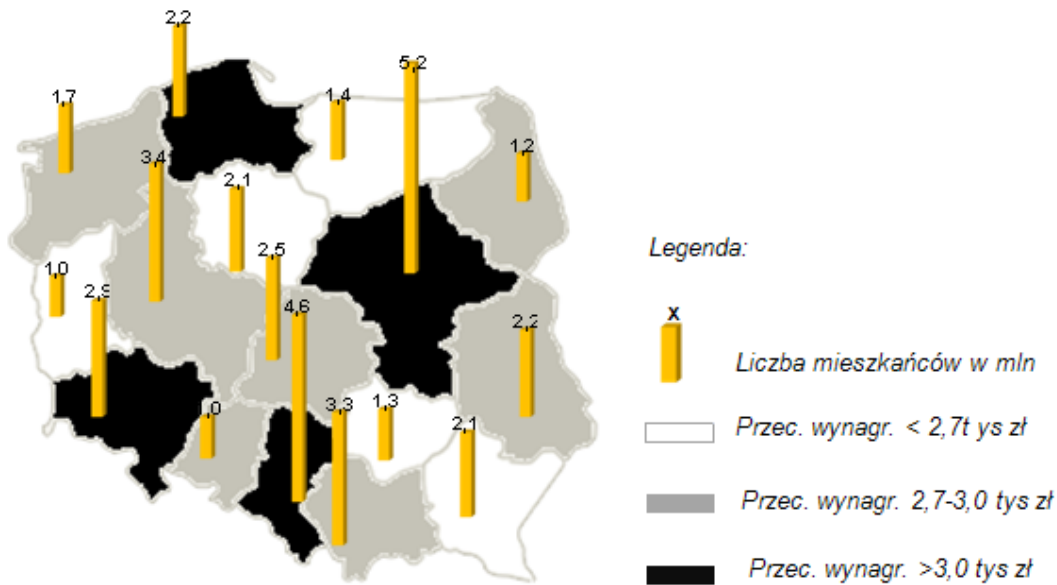 2,2
5,2
1,7
1,4
3,4
1,2
2,1
2,5
1,0
2,9
4,6
2,2
,0
3,3
1,3
2,1
Legenda:
x
Liczba mieszkańców w mln
Przec. wynagr. < 2,7t ys zł
Przec. wynagr. 2,7-3,0 tys zł
Przec. wynagr. >3,0 tys zł